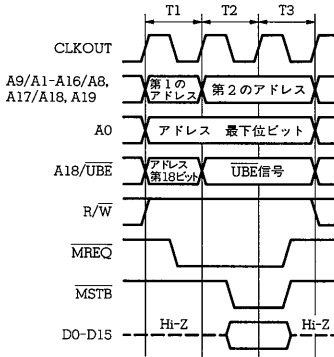 T1 T2 T3
CLKOUT
A9/A1-A16/A8,
A17/A18, A19
第1の
アドレス
第2のアドレス
A0
アドレス 最下位ビット
A18/UBE
アドレス
第18ビット
UBE信号
R/W
MREQ
MSTB
D0-D15
Hi-Z
Hi-Z